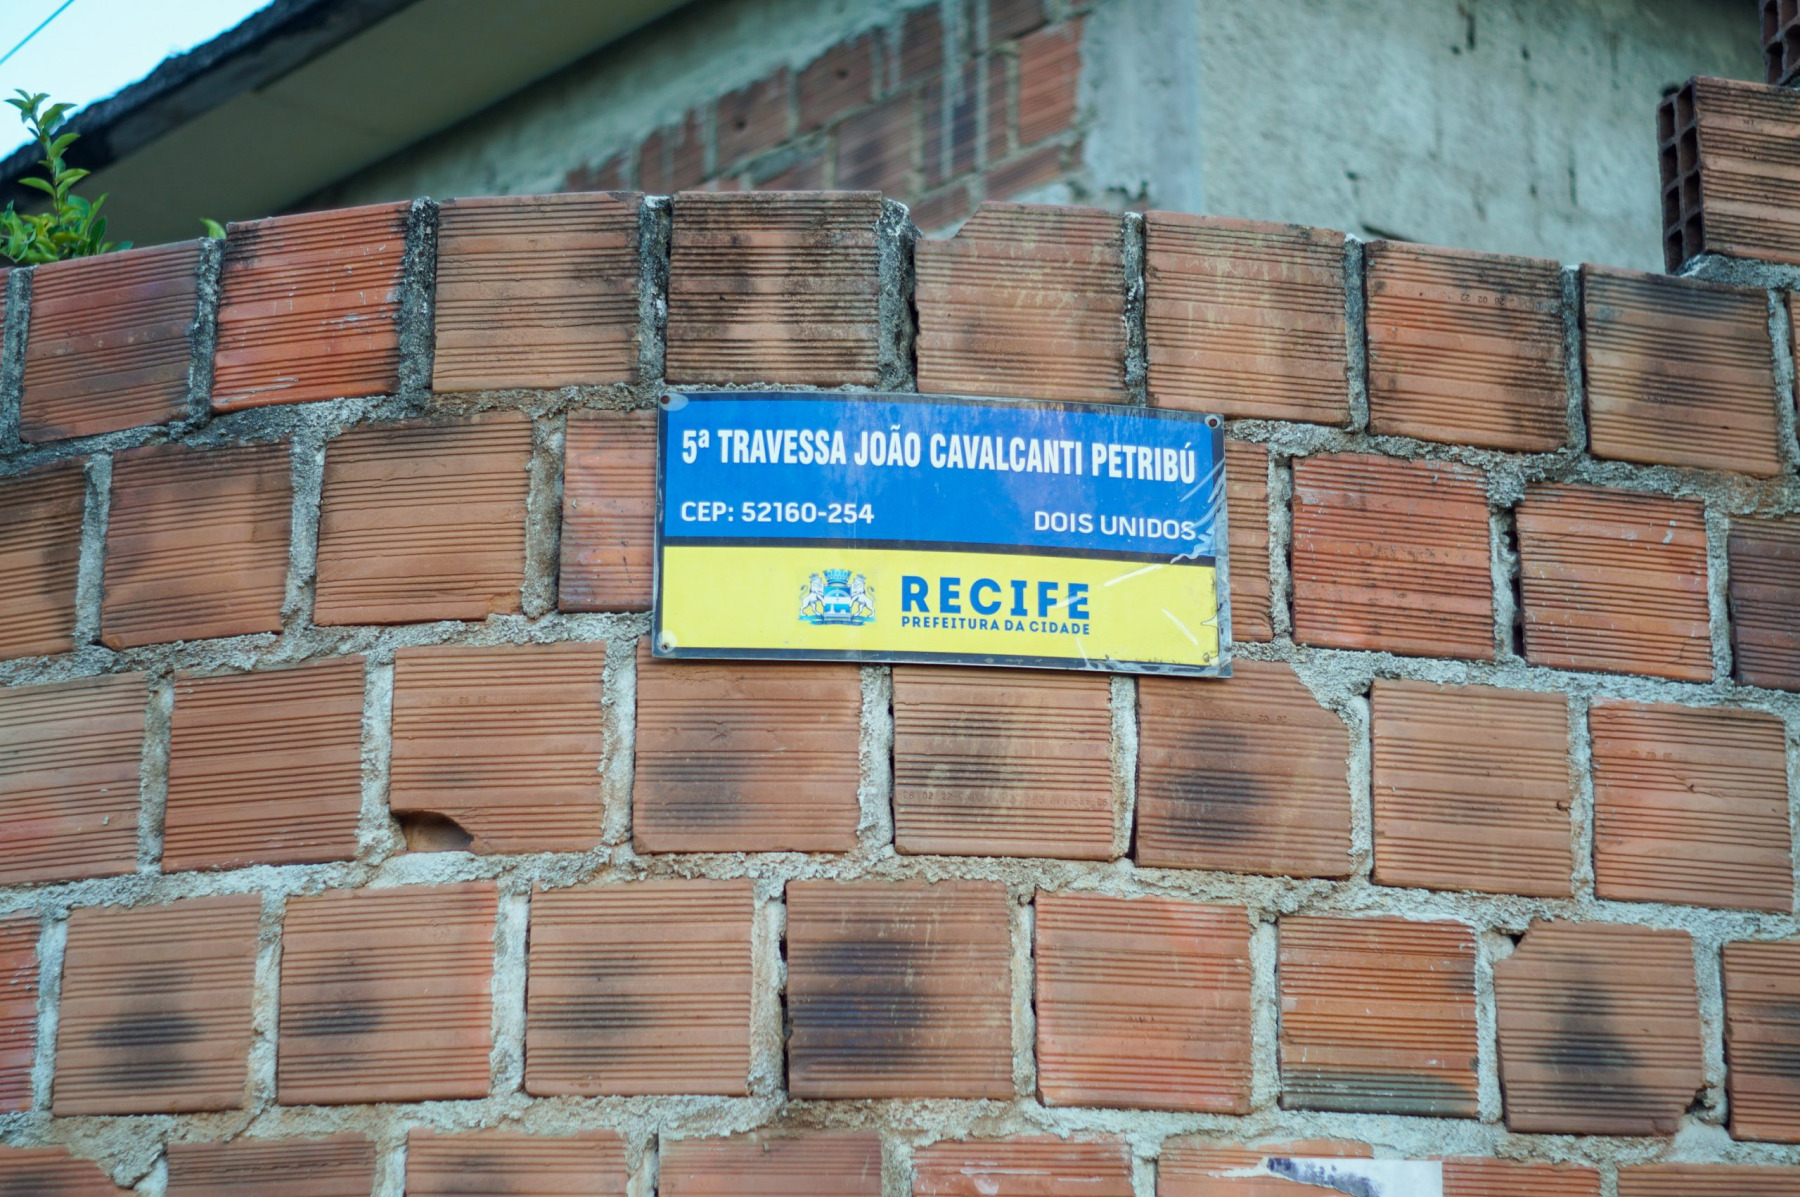 5ª TRAVESSA JOÃO CAVALCANTI PETRIBÚ
CEP: 52160-254
DOIS UNIDOS
RECIFE
PREFEITURA DA CIDADE